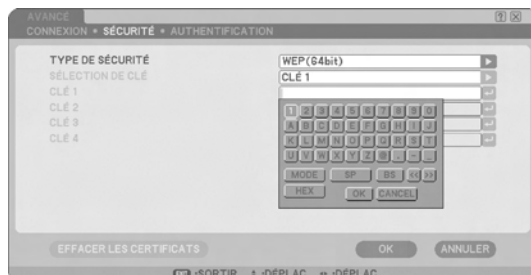 AVANCÉ
CONNEXION • SÉCURITÉ • AUTHENTIFICATION
TYPE DE SÉCURITÉ WEP(64bit)
SÉLECTION DE CLÉ CLÉ 1
CLÉ 1
CLÉ 2
CLÉ 3
CLÉ 4
1 2 3 4 5 6 7 8 9 0
A B C D E F G H I J
K L M N O P Q R S T
U V W X Y Z @ . - _
MODE SP BS << >>
HEX OK CANCEL
EFFACER LES CERTIFICATS OK ANNULER
:SORTIR :DÉPLAC. :DÉPLAC.